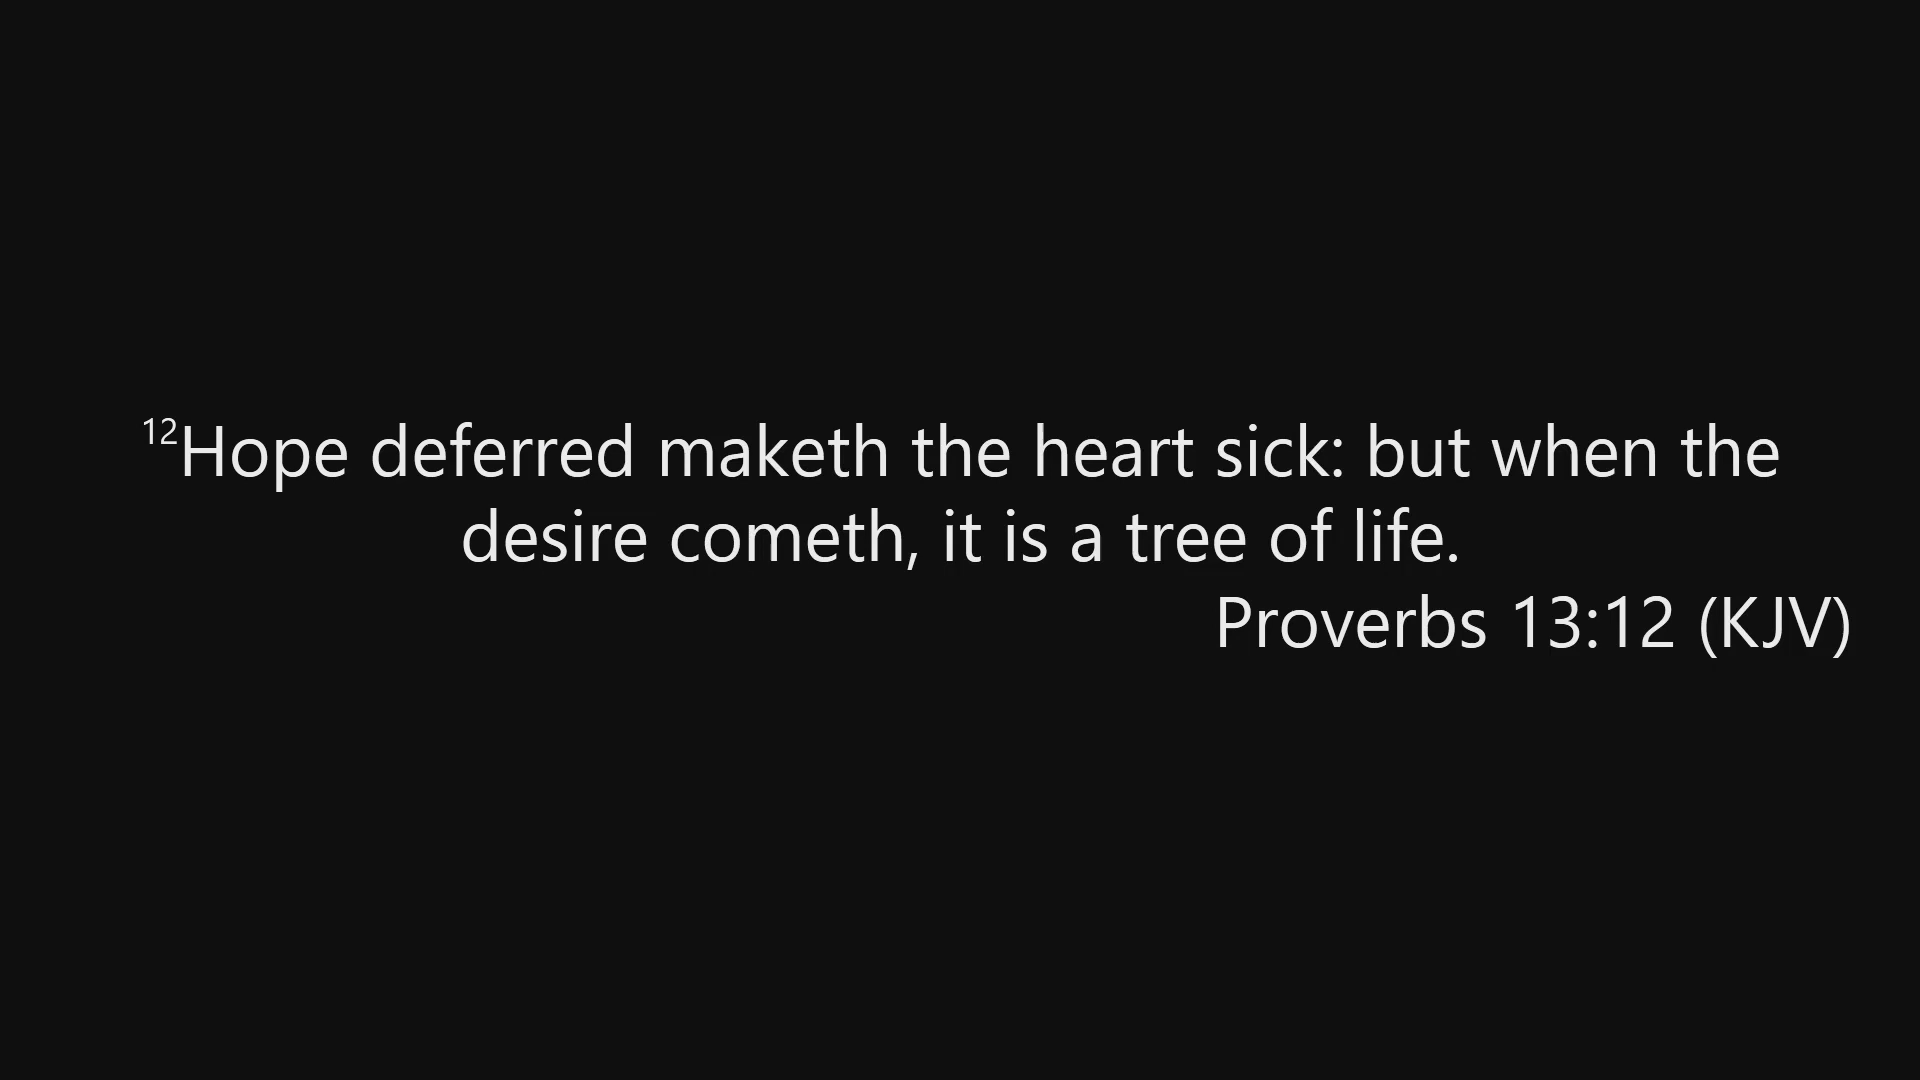 ¹²Hope deferred maketh the heart sick: but when the
desire cometh, it is a tree of life.
Proverbs 13:12 (KJV)